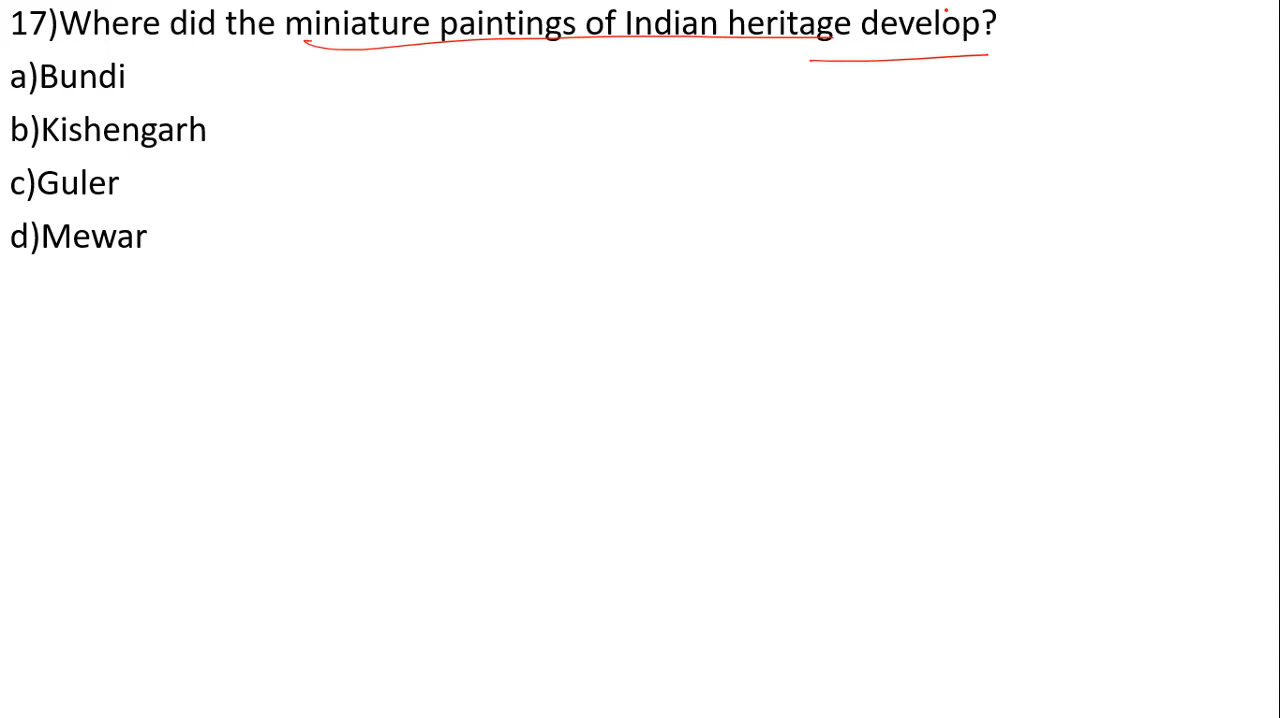 17)Where did the miniature paintings of Indian heritage develop?
a)Bundi
b)Kishengarh
c)Guler
d)Mewar